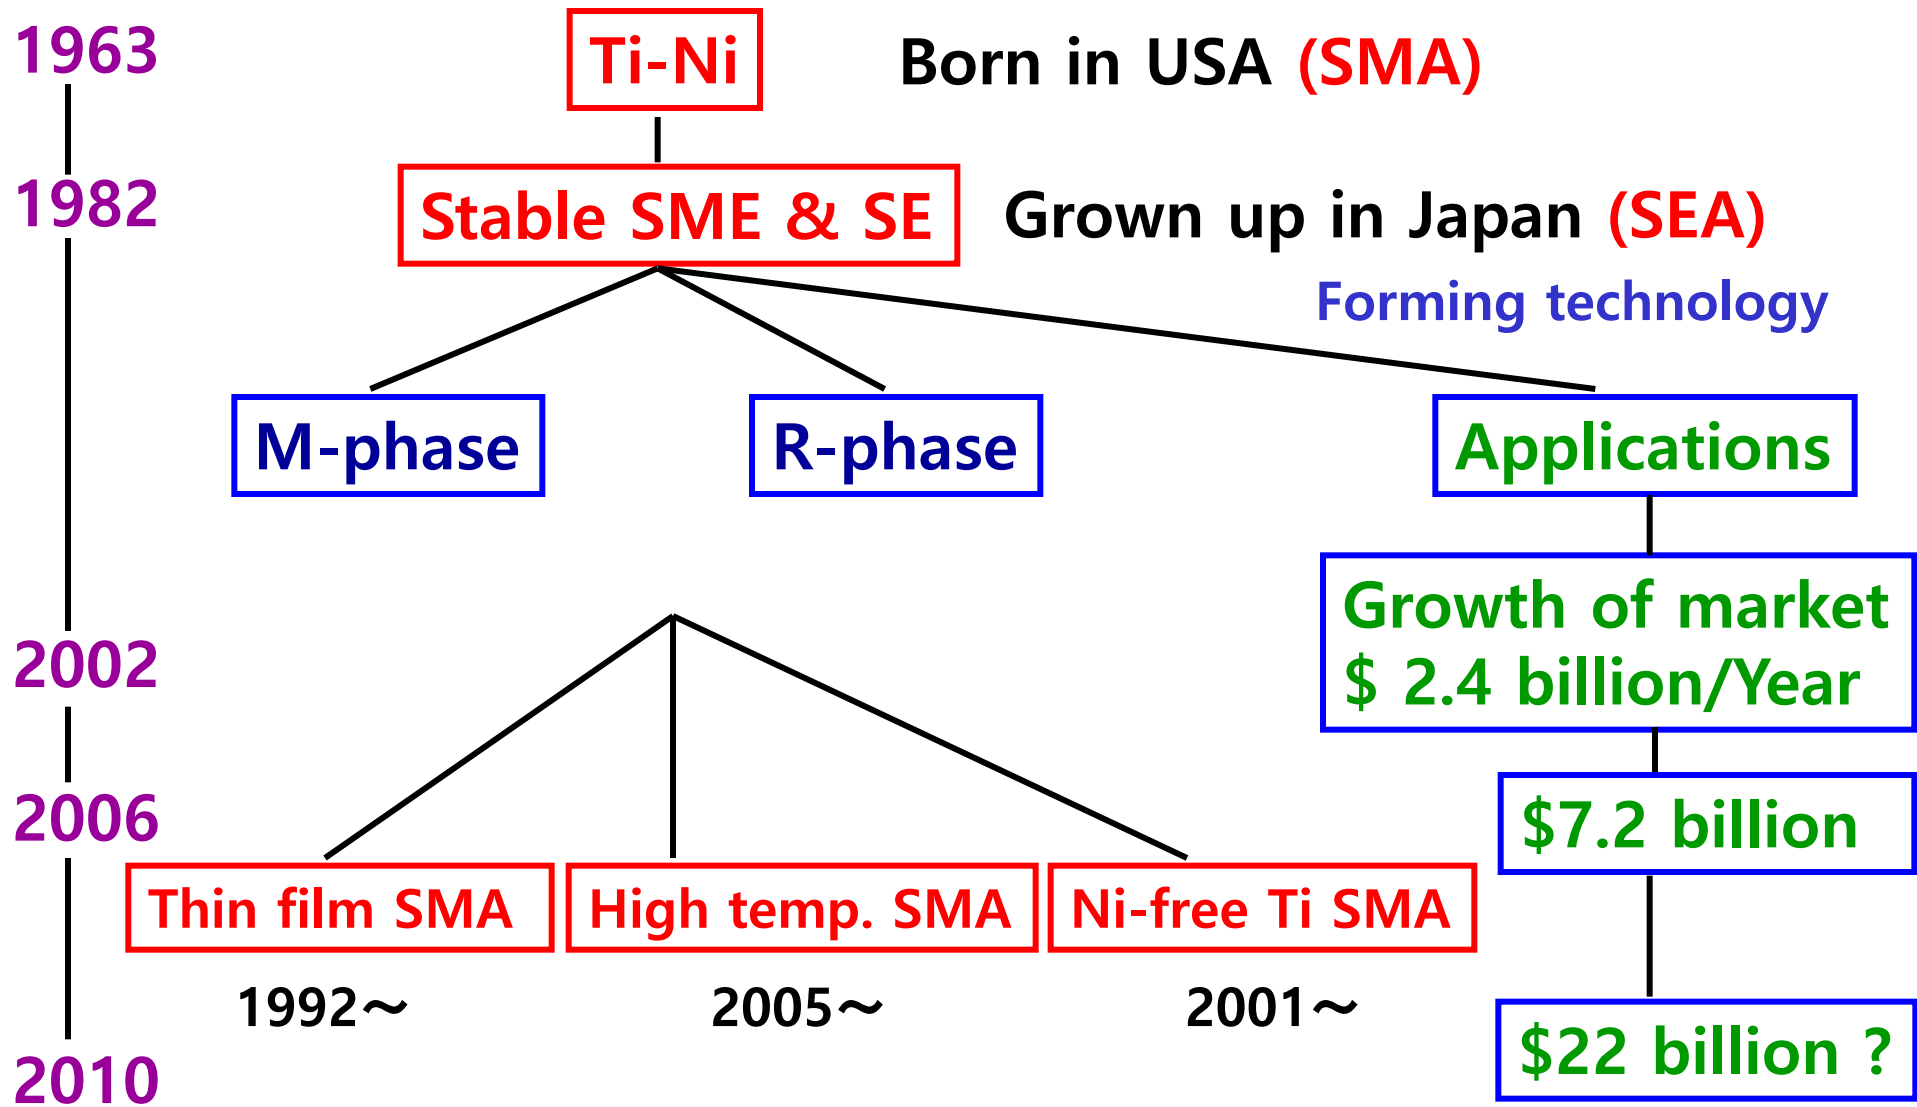 1963
Ti-Ni
Born in USA (SMA)
1982
Stable SME & SE
Grown up in Japan (SEA)
Forming technology
M-phase
R-phase
Applications
Growth of market
$ 2.4 billion/Year
2002
2006
$7.2 billion
Thin film SMA
High temp. SMA
Ni-free Ti SMA
1992～
2005～
2001～
2010
$22 billion ?